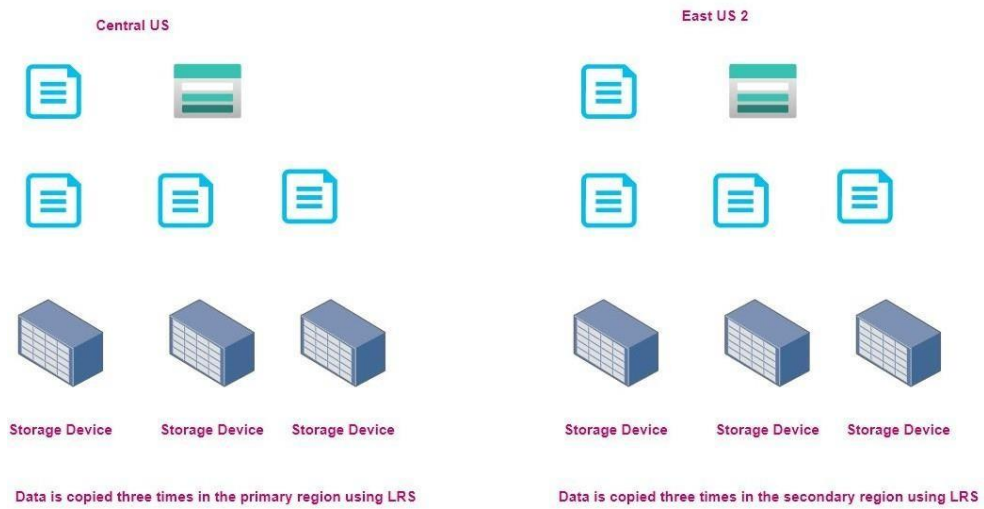 Central US
East US 2
Storage Device
Storage Device
Storage Device
Storage Device
Storage Device
Storage Device
Data is copied three times in the primary region using LRS
Data is copied three times in the secondary region using LRS